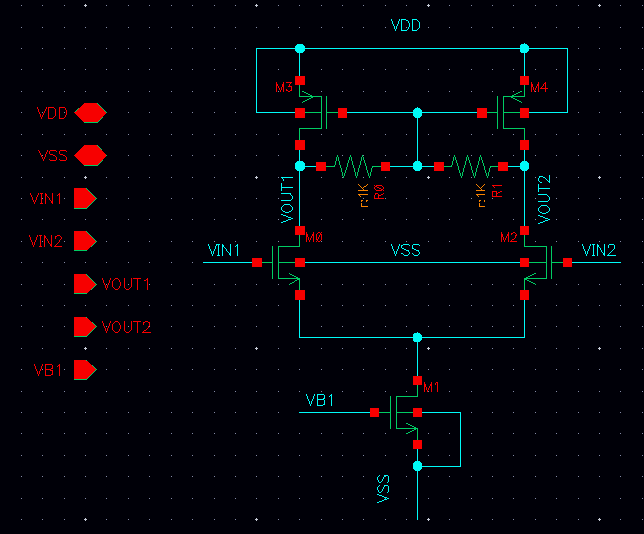 VDD
M3
M4
VDD
VSS
VIN1
VIN2
VOUT1
VOUT2
VB1
r:1K
R0
r:1K
R1
VOUT1
VOUT2
M0
M2
VIN1
VSS
VIN2
M1
VB1
VSS